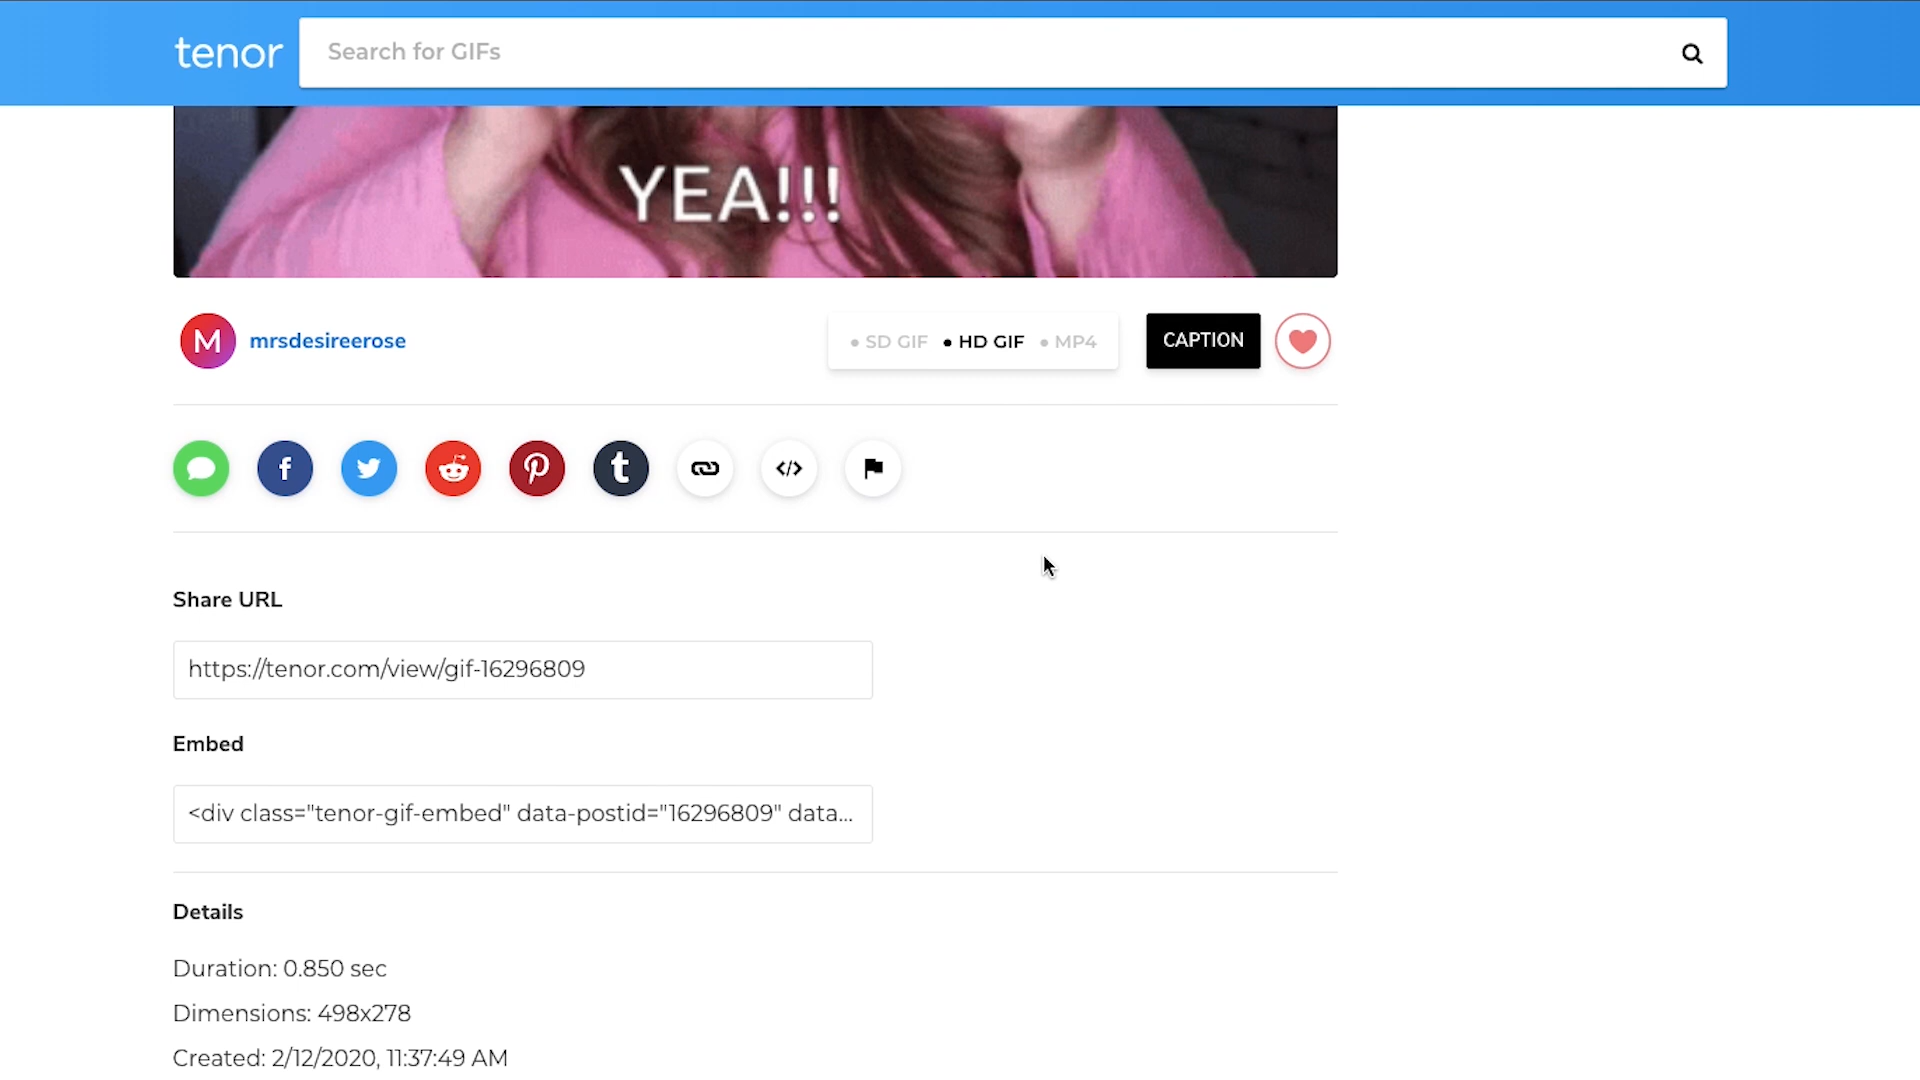 tenor
Search for GIFs
YEA!!!
M
mrsdesireerose
SD GIF
HD GIF
MP4
CAPTION
Share URL
https://tenor.com/view/gif-16296809
Embed
<div class="tenor-gif-embed" data-postid="16296809" data...
Details
Duration: 0.850 sec
Dimensions: 498x278
Created: 2/12/2020, 11:37:49 AM